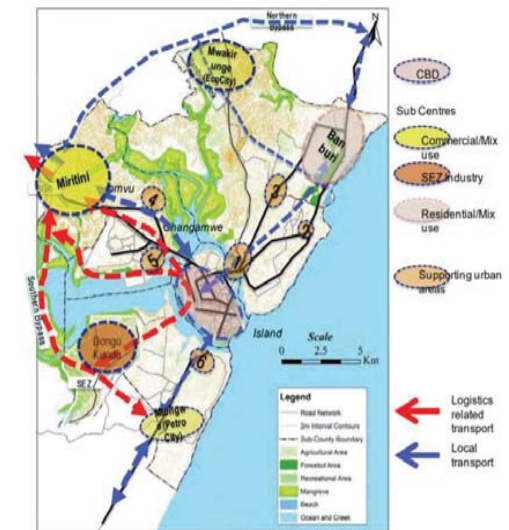 Northern
Bypass
N
Mwakir
unge
(EcoCity)
Bam
buri
Miritini
omvu
Changamwe
4
3
2
5
1
Southern Bypass
Island
Dongo
Kundu
SEZ
6
(Petro
City)
Scale
0 2.5 5
Km
CBD
Sub Centres
Commercial/Mix
use
SEZ Industry
Residential/Mix
use
Supporting urban
areas
Logistics
related
transport
Local
transport
Legend
Road Network
2m Interval Contours
Sub-County Boundary
Agricultural Area
Forested Area
Recreational Area
Mangrove
Beach
Ocean and Creek